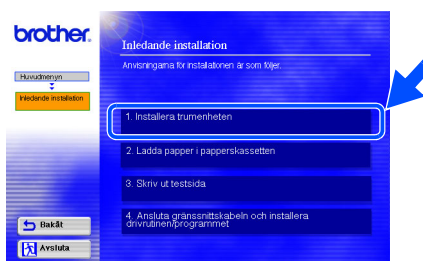 brother.
Huvudmenyn
Inledande installation
Bakåt
Avsluta
Inledande installation
Anvisningarna för installationen är som följer.
1. Installera trumenheten
2. Ladda papper i papperskassetten
3. Skriv ut testsida
4. Ansluta gränssnittskabeln och installera
drivrutinen/programmet